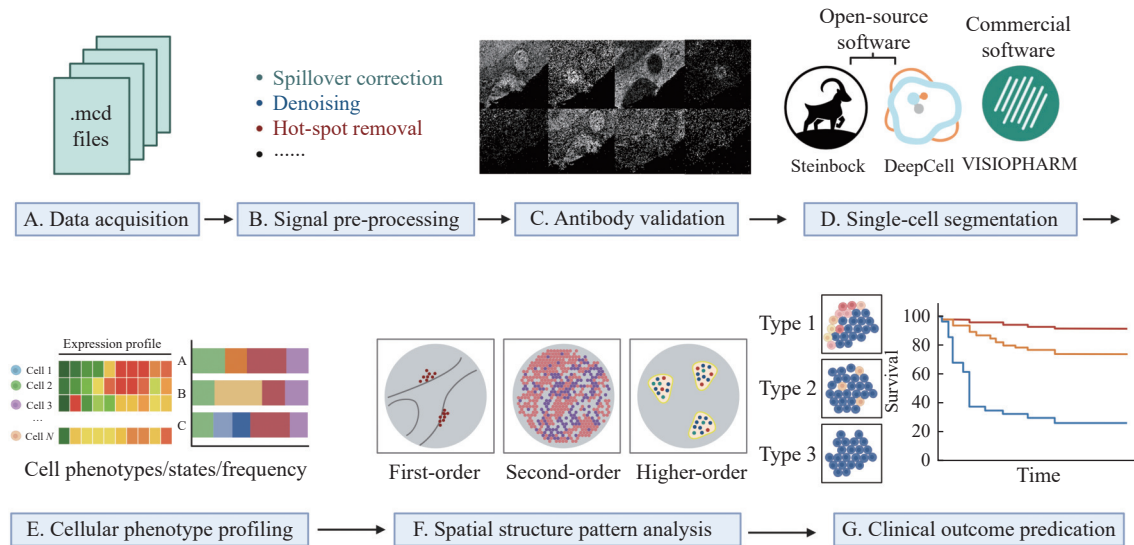 Open-source
software
Commercial
software
.mcd
files
• Spillover correction
• Denoising
• Hot-spot removal
• ......
Steinbock
DeepCell
VISIOPHARM
A. Data acquisition
B. Signal pre-processing
C. Antibody validation
D. Single-cell segmentation
Expression profile
Cell 1
Cell 2
Cell 3
...
Cell N
A
B
C
Cell phenotypes/states/frequency
First-order
Second-order
Higher-order
Type 1
Type 2
Type 3
Survival
100
80
60
40
20
0
Time
E. Cellular phenotype profiling
F. Spatial structure pattern analysis
G. Clinical outcome predication